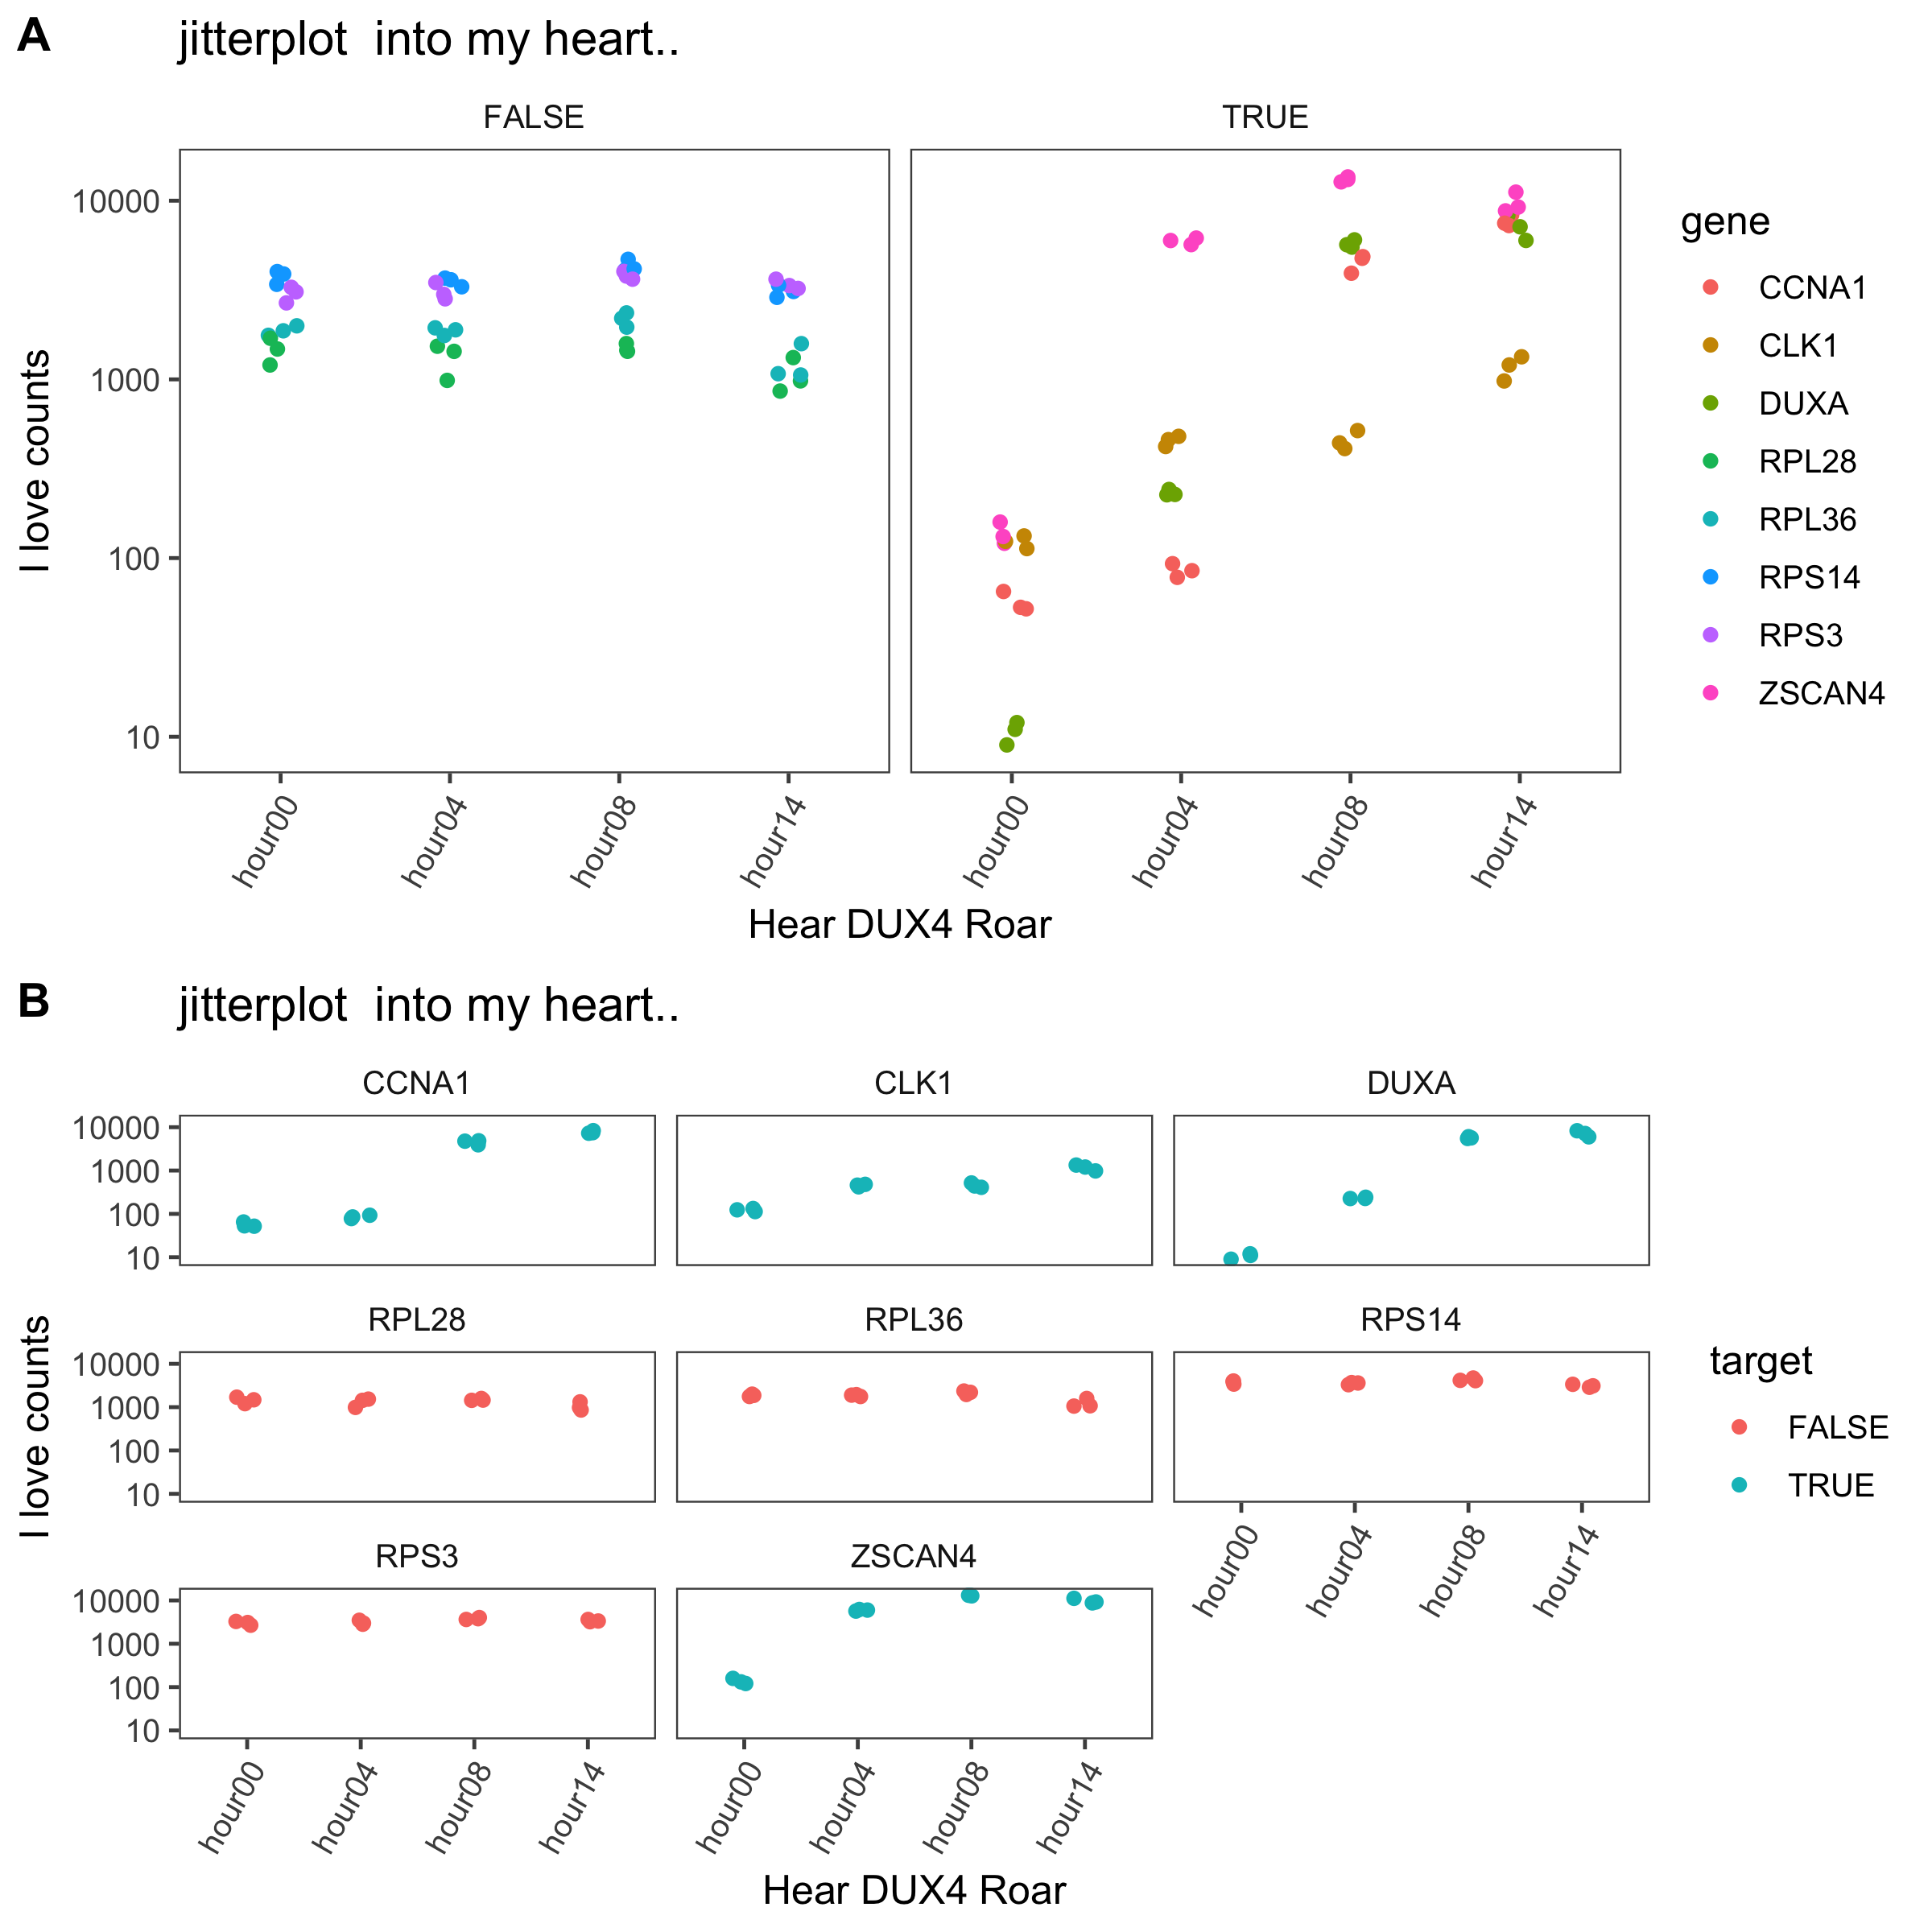 A
jitterplot  into my heart..
FALSE
TRUE
10000
1000
100
10
I love counts
hour00
hour04
hour08
hour14
hour00
hour04
hour08
hour14
Hear DUX4 Roar
gene
CCNA1
CLK1
DUXA
RPL28
RPL36
RPS14
RPS3
ZSCAN4
B
jitterplot  into my heart..
CCNA1
CLK1
DUXA
10000
1000
100
10
RPL28
RPL36
RPS14
10000
1000
100
10
I love counts
hour00
hour04
hour08
hour14
RPS3
ZSCAN4
10000
1000
100
10
hour00
hour04
hour08
hour14
hour00
hour04
hour08
hour14
Hear DUX4 Roar
target
FALSE
TRUE